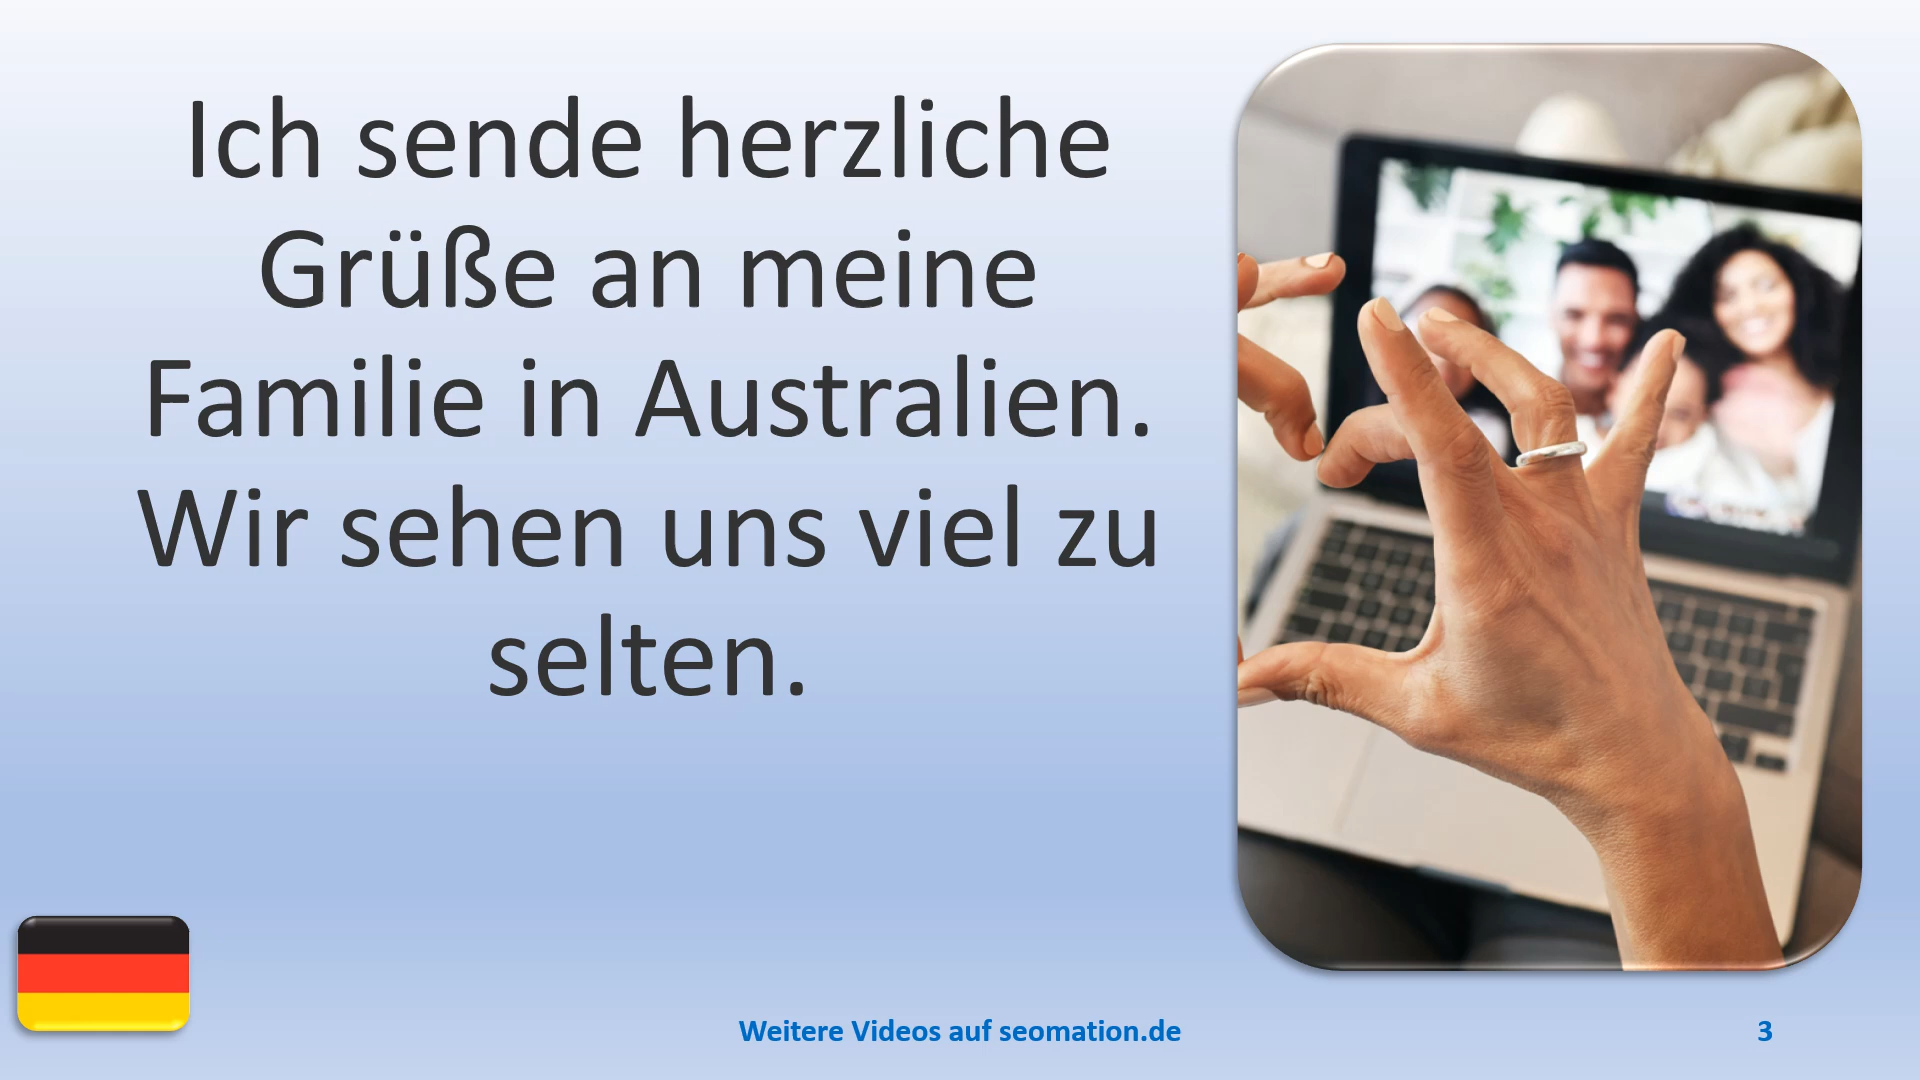 Ich sende herzliche
Grüße an meine
Familie in Australien.
Wir sehen uns viel zu
selten.
Weitere Videos auf seomation.de
3